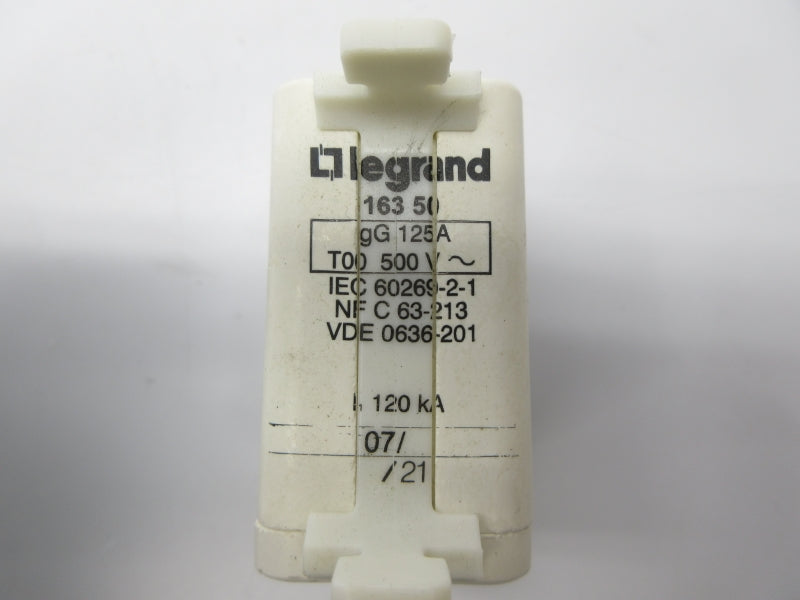 legrand
163 50
gG 125A
T00 500 V ~
IEC 60269-2-1
NF C 63-213
VDE 0636-201
120 kA
07/
/21